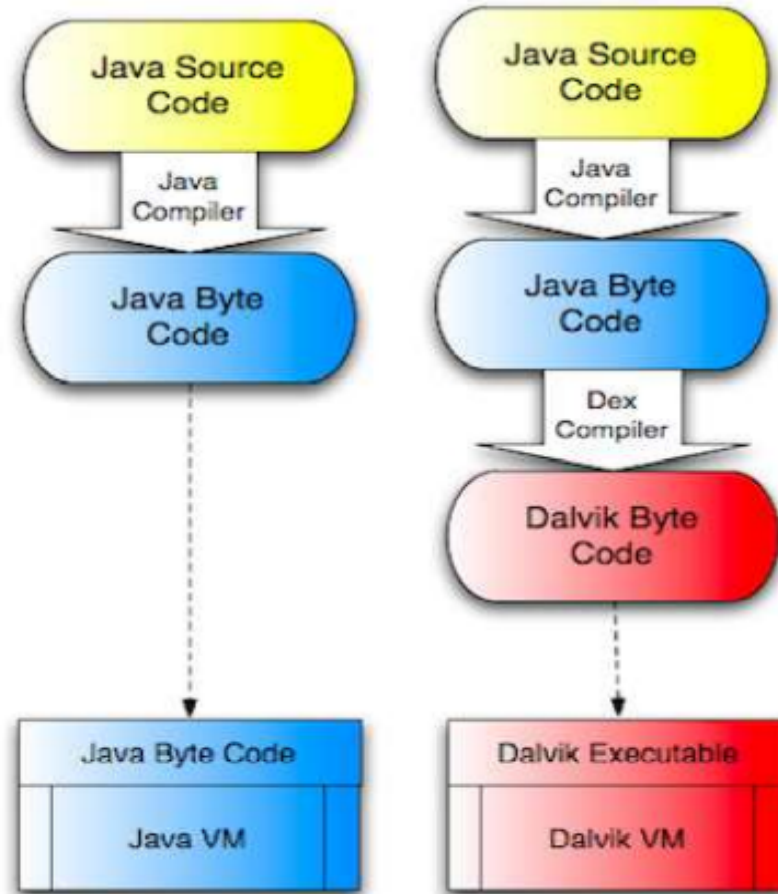 Java Source
Code
Java
Compiler
Java Byte
Code
Java Byte Code
Java VM
Java Source
Code
Java
Compiler
Java Byte
Code
Dex
Compiler
Dalvik Byte
Code
Dalvik Executable
Dalvik VM